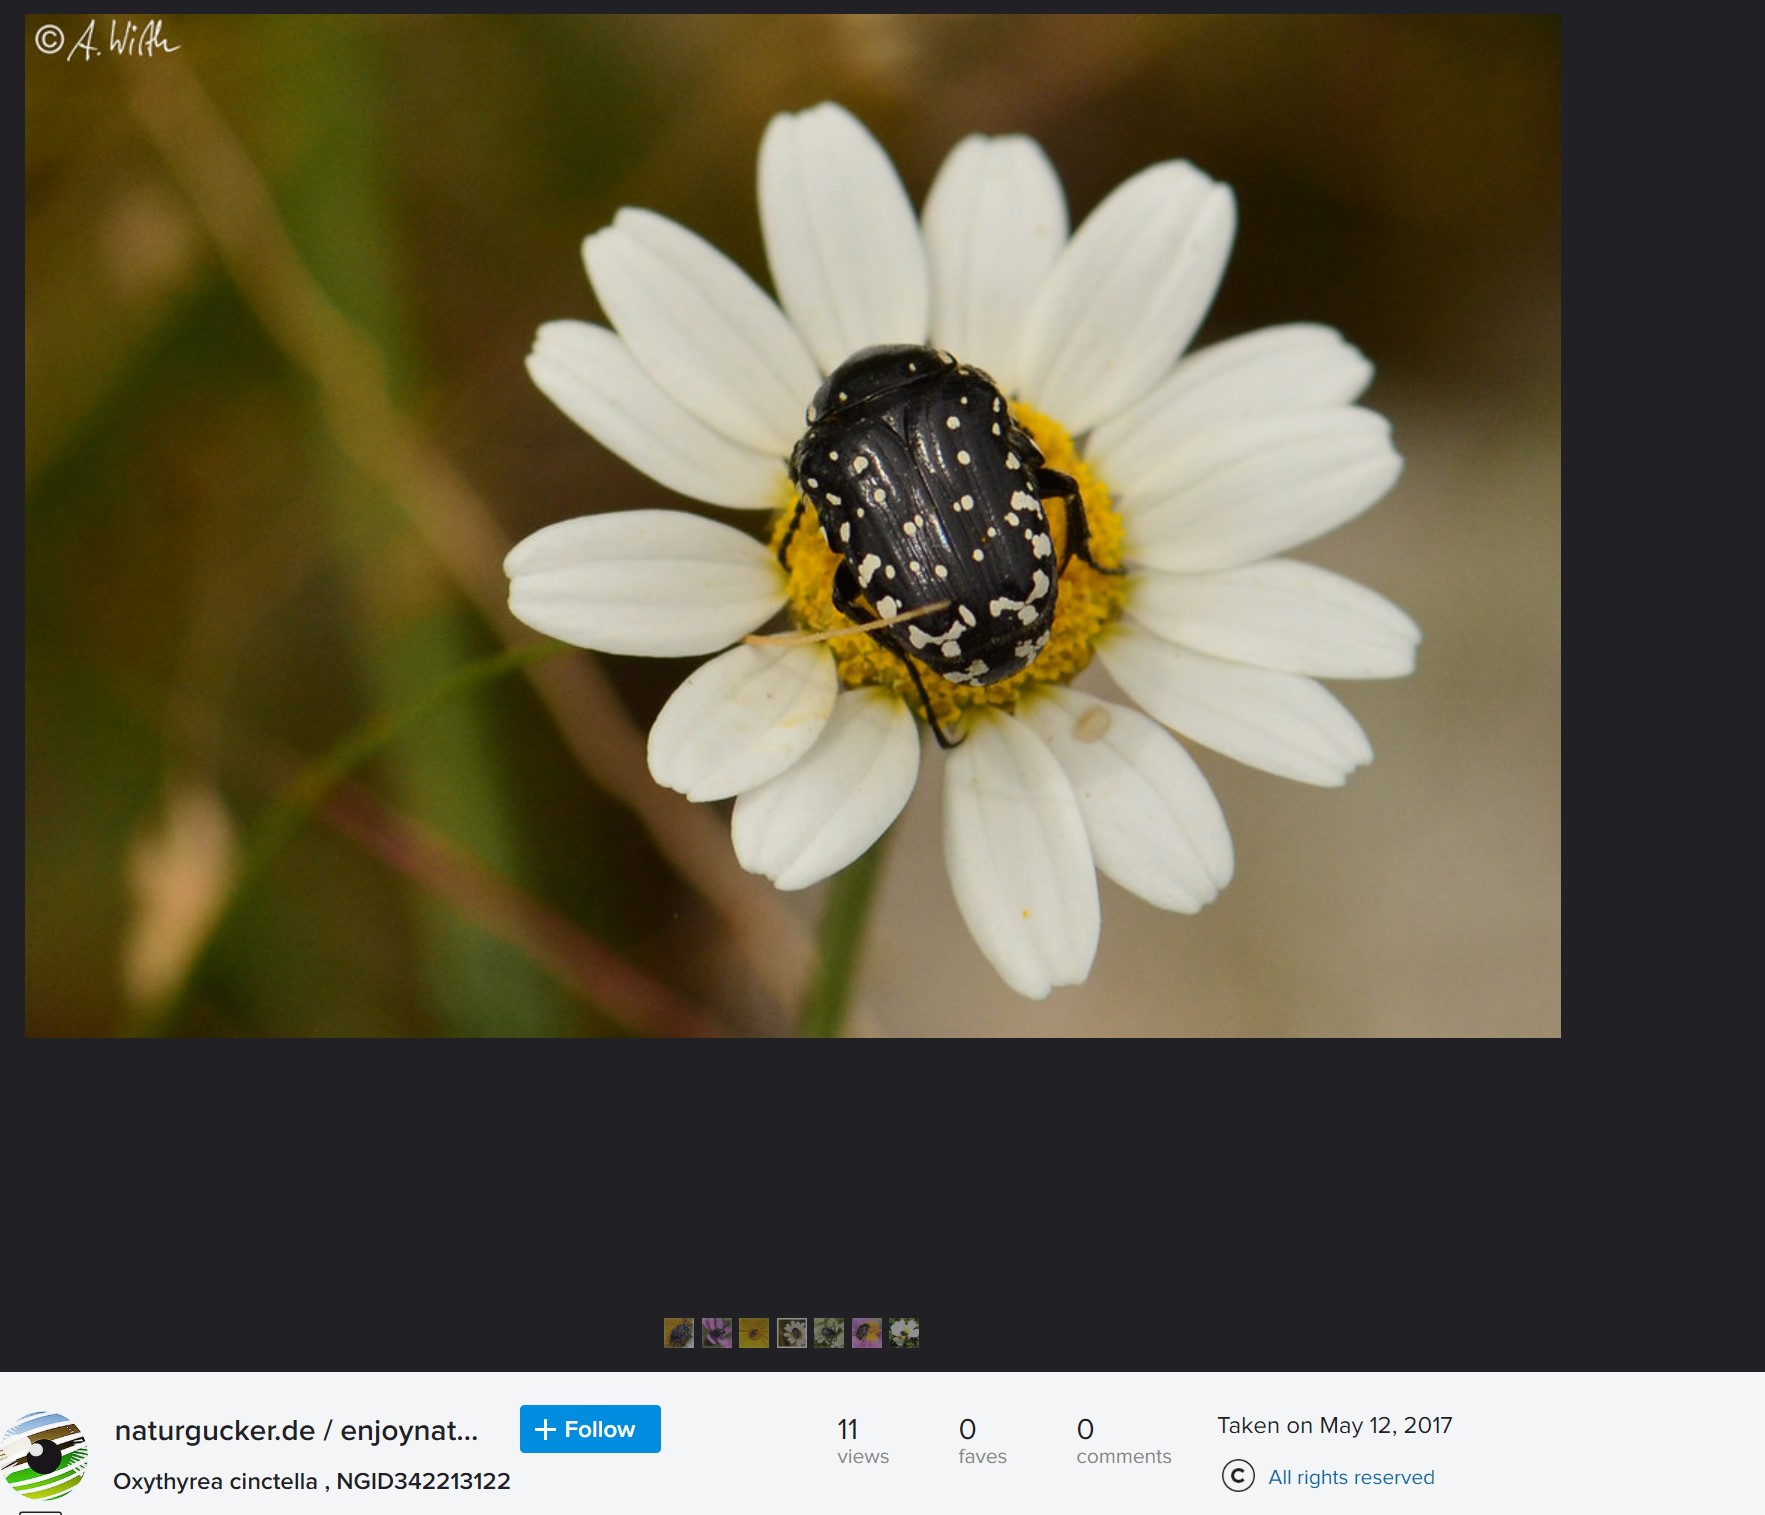 © A. Wirth
naturgucker.de / enjoynat...
+ Follow
11
views
0
faves
0
comments
Taken on May 12, 2017
Oxythyrea cinctella , NGID342213122
© All rights reserved